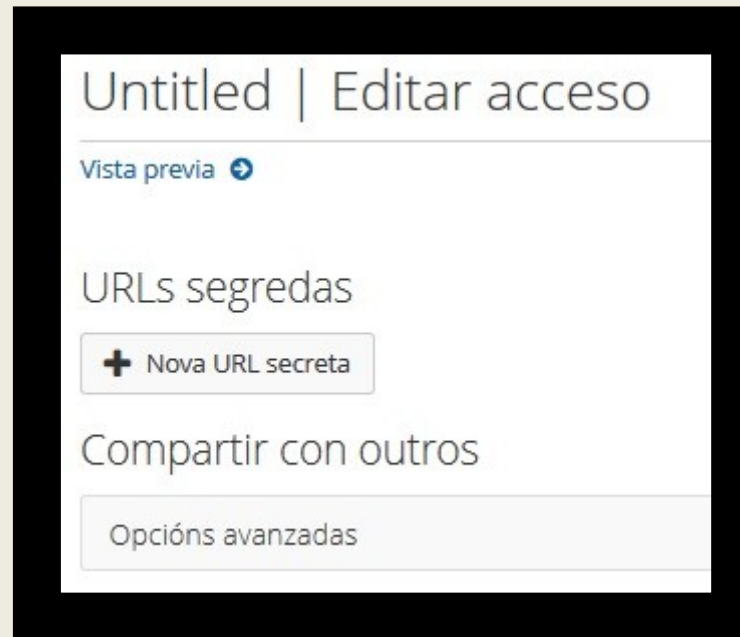 Untitled | Editar acceso
Vista previa
URLs segredas
Nova URL secreta
Compartir con outros
Opcións avanzadas